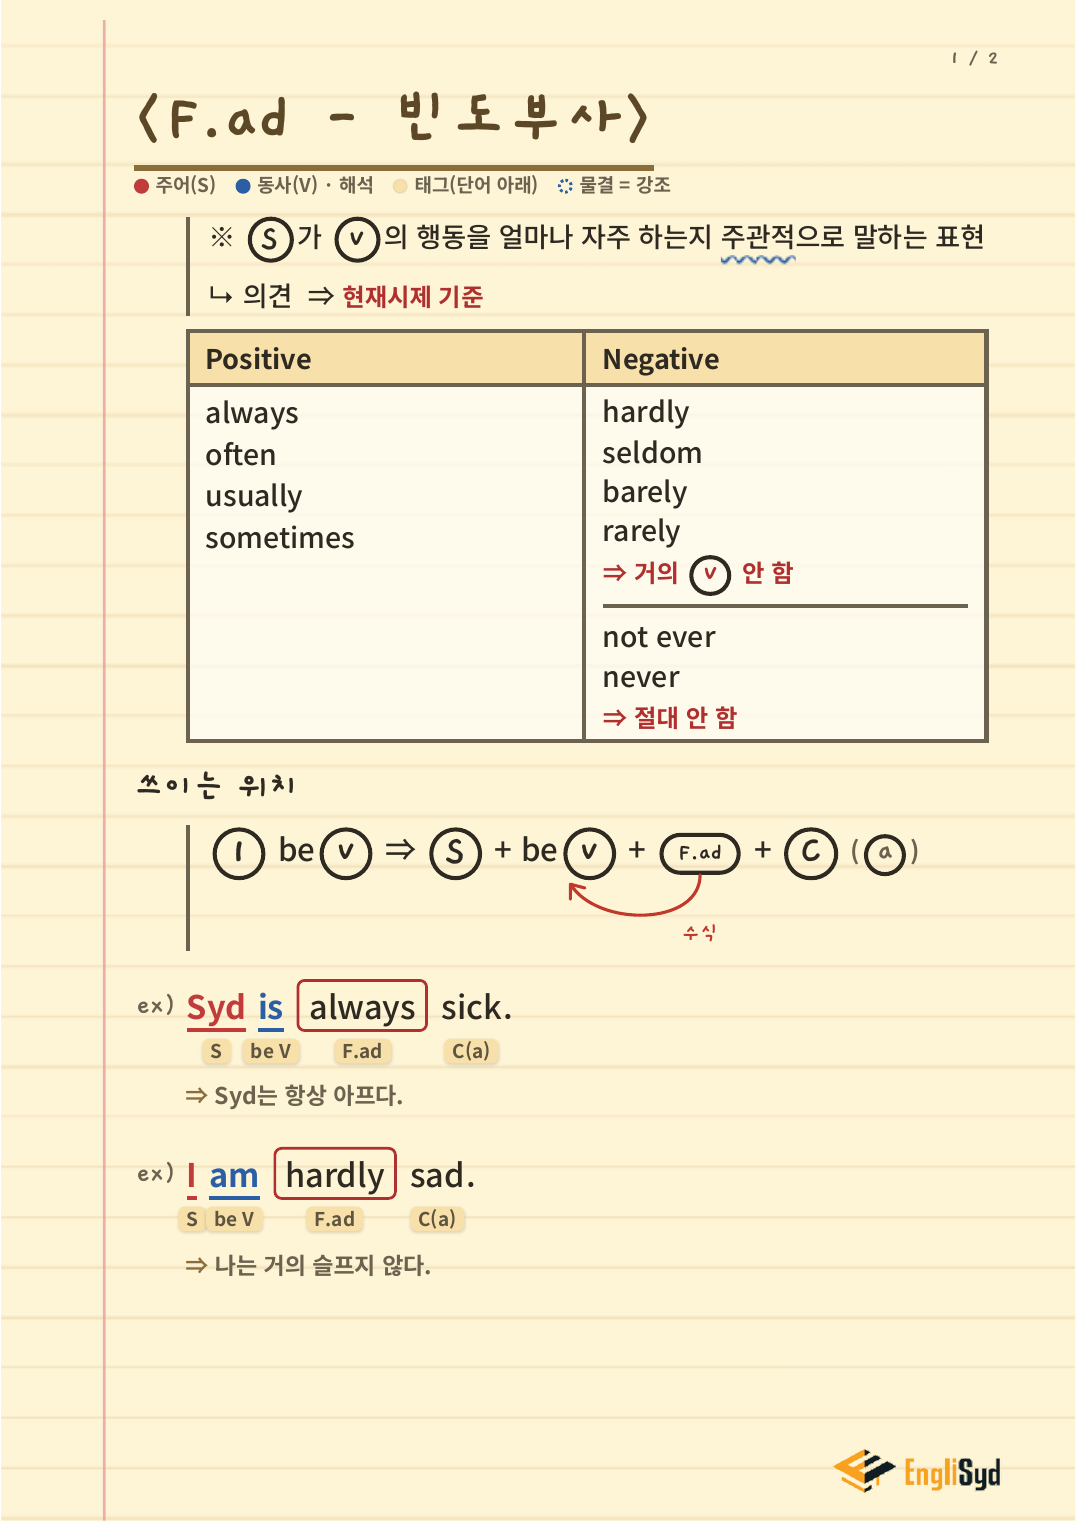 1 / 2
<F.ad - 빈도부사>
주어(S) 동사(V) · 해석 태그(단어 아래) 물결 = 강조
※ S가 V의 행동을 얼마나 자주 하는지 주관적으로 말하는 표현
↳ 의견 ⇒ 현재시제 기준
Positive
always
often
usually
sometimes
Negative
hardly
seldom
barely
rarely
⇒ 거의 V 안 함
not ever
never
⇒ 절대 안 함
쓰이는 위치
1 be V ⇒ S + be V + F.ad + C (a)
수식
ex) Syd is always sick.
S be V F.ad C(a)
⇒ Syd는 항상 아프다.
ex) I am hardly sad.
S be V F.ad C(a)
⇒ 나는 거의 슬프지 않다.
EngliSyd